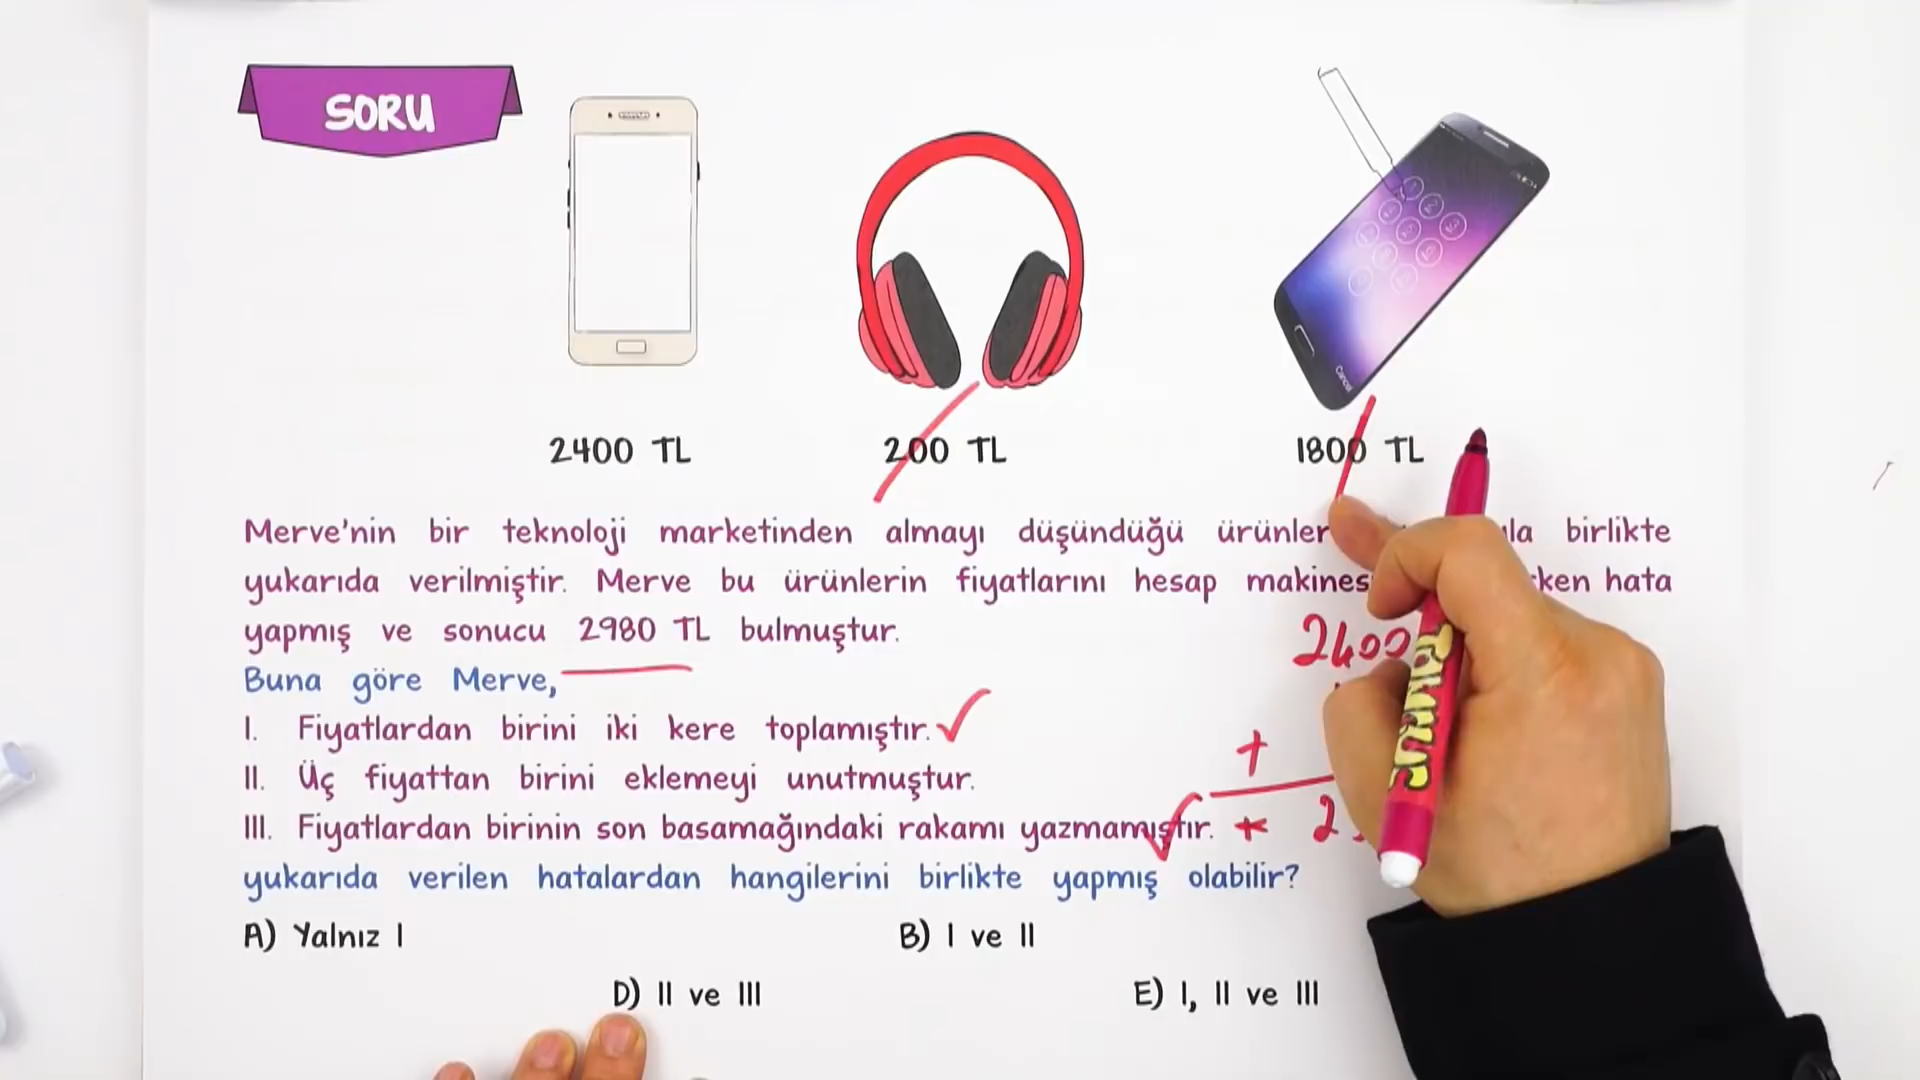 SORU
2400 TL
200 TL
1800 TL
Merve'nin bir teknoloji marketinden almayı düşündüğü ürünler birlikte
yukarıda verilmiştir. Merve bu ürünlerin fiyatlarını hesap hata
yapmış ve sonucu 2980 TL bulmuştur.
2400
Buna göre Merve,
I. Fiyatlardan birini iki kere toplamıştır.
+
II. Üç fiyattan birini eklemeyi unutmuştur.
III. Fiyatlardan birinin son basamağındaki rakamı yazmamıştır.
yukarıda verilen hatalardan hangilerini birlikte yapmış olabilir?
A) Yalnız I
B) I ve II
D) II ve III
E) I, II ve III